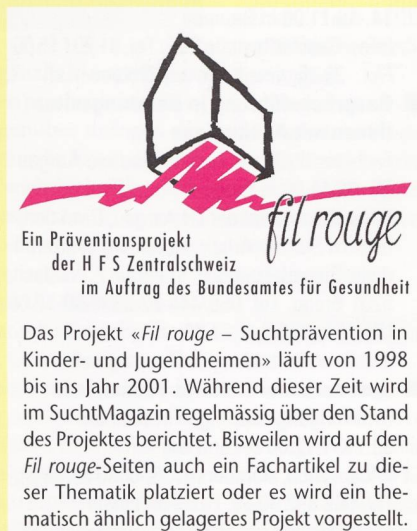 fil rouge
Ein Präventionsprojekt
der H F S Zentralschweiz
im Auftrag des Bundesamtes für Gesundheit
Das Projekt «Fil rouge – Suchtprävention in
Kinder- und Jugendheimen» läuft von 1998
bis ins Jahr 2001. Während dieser Zeit wird
im SuchtMagazin regelmässig über den Stand
des Projektes berichtet. Bisweilen wird auf den
Fil rouge-Seiten auch ein Fachartikel zu die-
ser Thematik platziert oder es wird ein the-
matisch ähnlich gelagertes Projekt vorgestellt